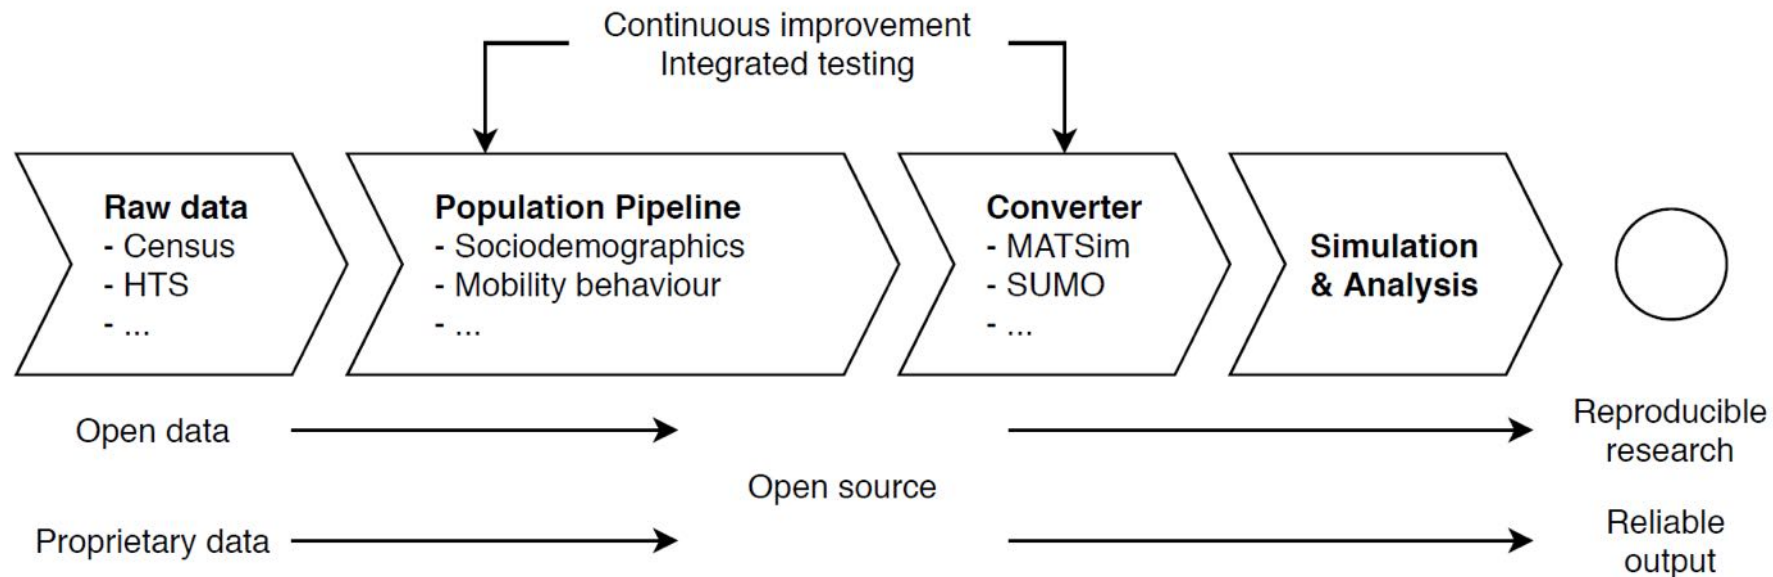 Continuous improvement
Integrated testing
Raw data
- Census
- HTS
- ...
Population Pipeline
- Sociodemographics
- Mobility behaviour
- ...
Converter
- MATSim
- SUMO
- ...
Simulation
& Analysis
Open data
Reproducible
research
Open source
Proprietary data
Reliable
output